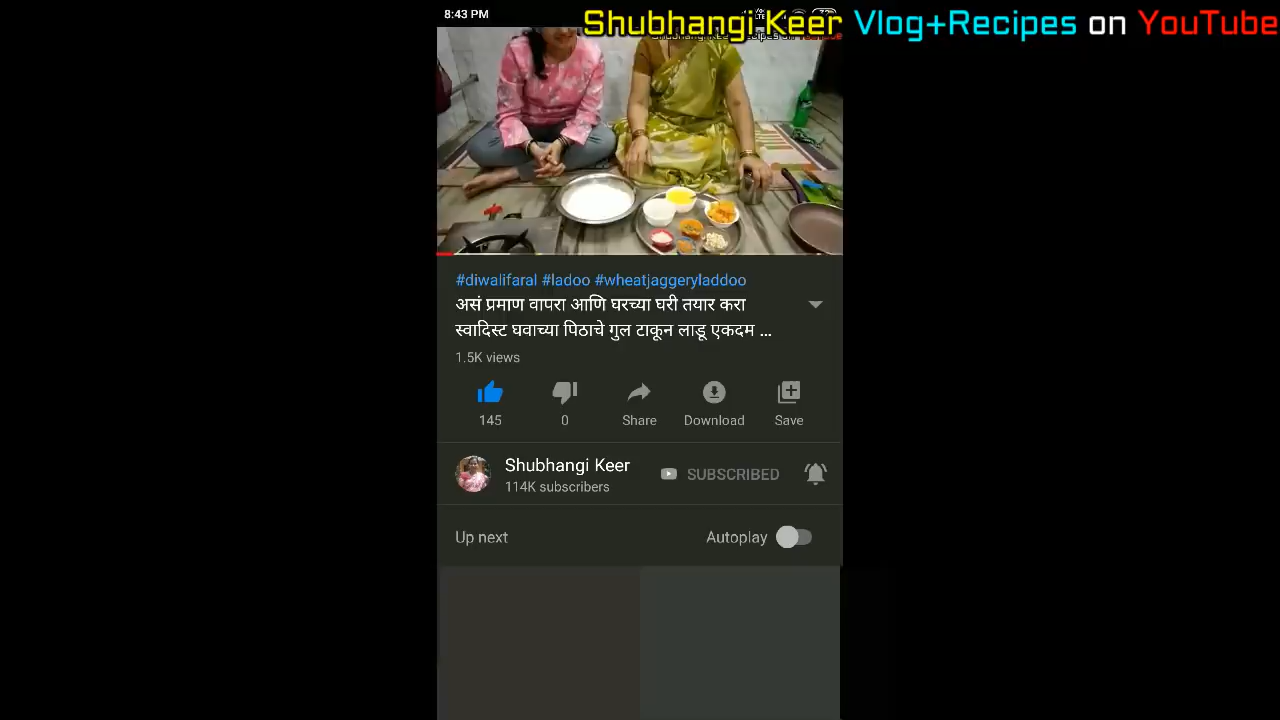 8:43 PM
Shubhangi Keer Vlog+Recipes on YouTube
#diwalifaral #ladoo #wheatjaggeryladdoo
असं प्रमाण वापरा आणि घरच्या घरी तयार करा
स्वादिस्ट घवाच्या पिठाचे गुल टाकून लाडू एकदम ...
1.5K views
145
0
Share
Download
Save
Shubhangi Keer
SUBSCRIBED
114K subscribers
Up next
Autoplay